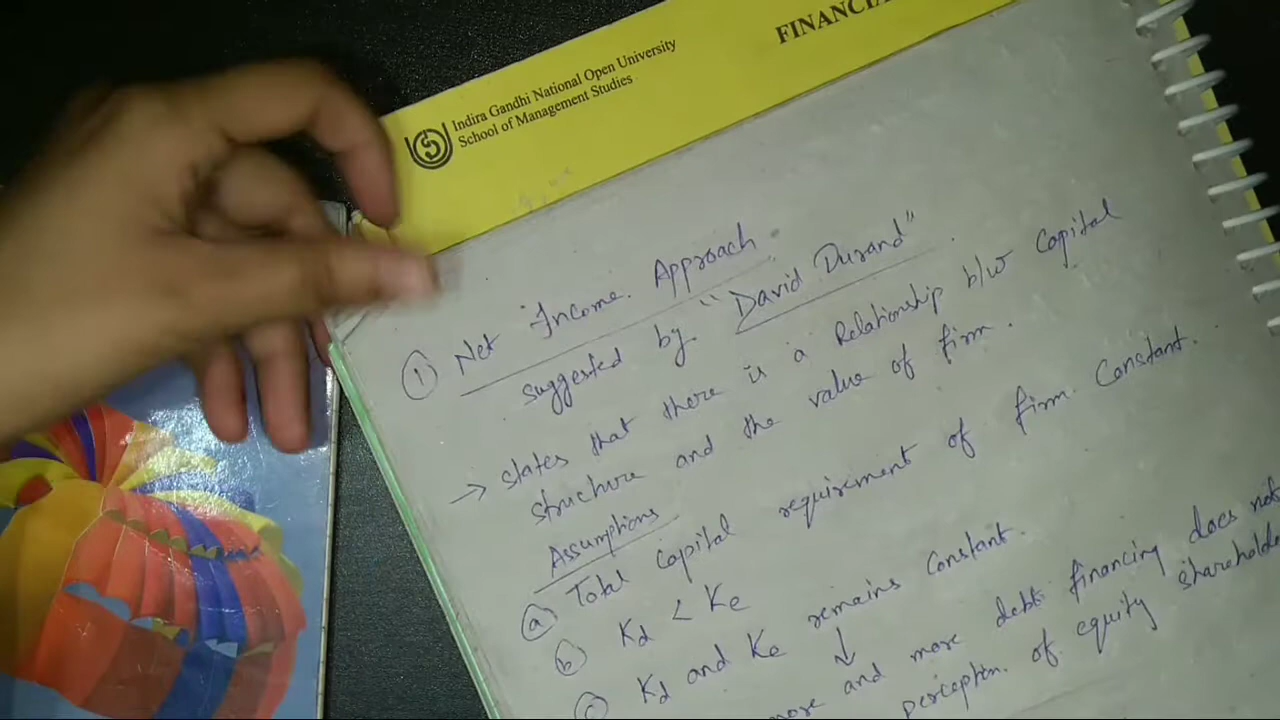 Indira Gandhi National Open University
School of Management Studies
FINANCIA
① Net Income Approach
suggested by "David Durand"
→ states that there is a Relationship b/w Capital
structure and the value of firm.
Assumptions
ⓐ Total Capital requirement of firm Constant.
ⓑ Kd < Ke
ⓒ Kd and Ke remains Constant.
↓
more and more debt financing does not
perception of equity shareholde